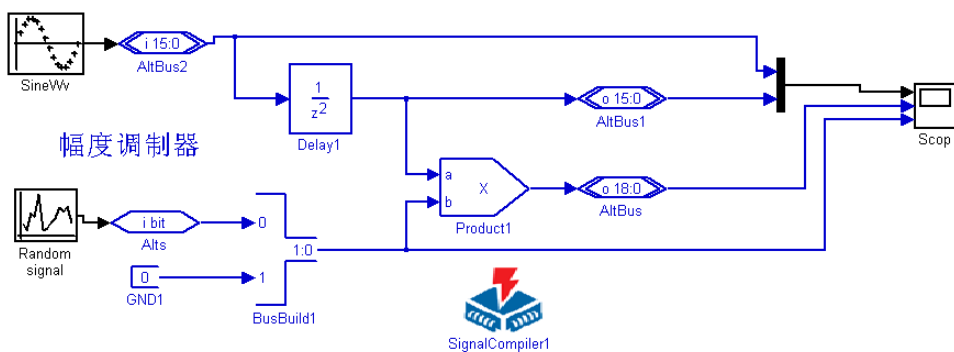 i 15:0
SineWv
AltBus2
1
z2
Delay1
o 15:0
AltBus1
Scop
幅度调制器
a
b
X
Product1
o 18:0
AltBus
Random
signal
i bit
Alts
0
1:0
0
GND1
1
BusBuild1
SignalCompiler1